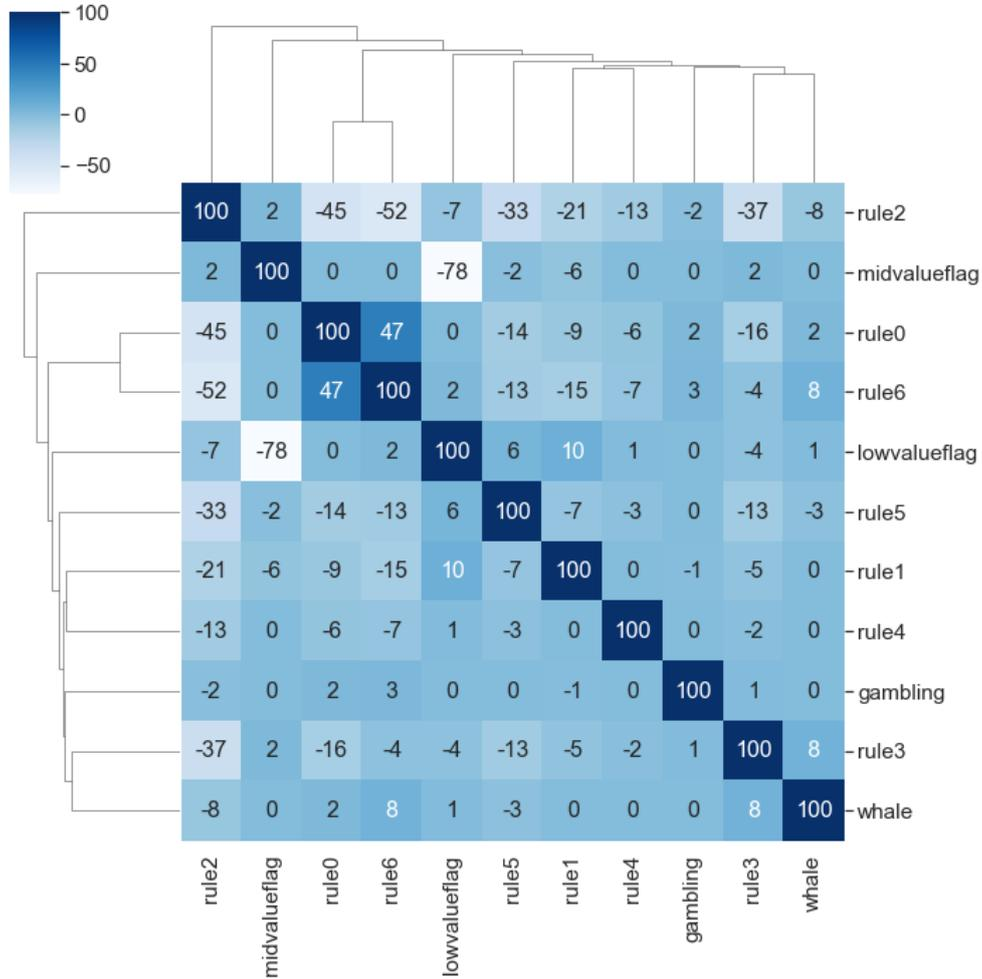 100
50
0
−50
100 2 -45 -52 -7 -33 -21 -13 -2 -37 -8 rule2
2 100 0 0 -78 -2 -6 0 0 2 0 midvalueflag
-45 0 100 47 0 -14 -9 -6 2 -16 2 rule0
-52 0 47 100 2 -13 -15 -7 3 -4 8 rule6
-7 -78 0 2 100 6 10 1 0 -4 1 lowvalueflag
-33 -2 -14 -13 6 100 -7 -3 0 -13 -3 rule5
-21 -6 -9 -15 10 -7 100 0 -1 -5 0 rule1
-13 0 -6 -7 1 -3 0 100 0 -2 0 rule4
-2 0 2 3 0 0 -1 0 100 1 0 gambling
-37 2 -16 -4 -4 -13 -5 -2 1 100 8 rule3
-8 0 2 8 1 -3 0 0 0 8 100 whale
rule2 midvalueflag rule0 rule6 lowvalueflag rule5 rule1 rule4 gambling rule3 whale